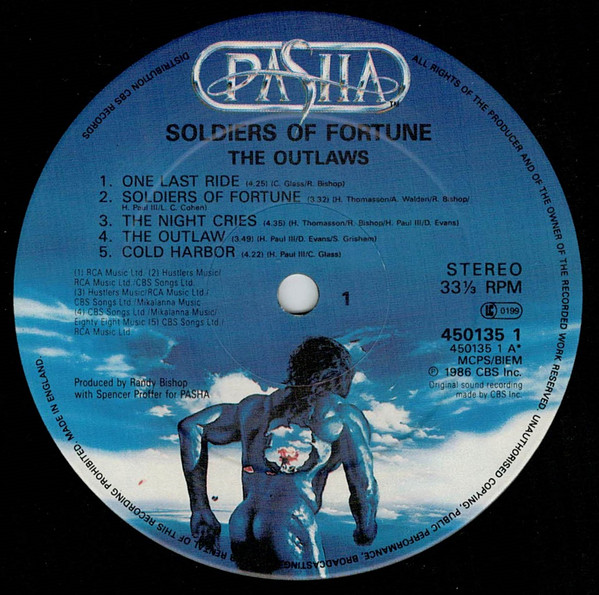 PASHA
TM
SOLDIERS OF FORTUNE
THE OUTLAWS
1. ONE LAST RIDE (4.25) (C. Glass/R. Bishop)
2. SOLDIERS OF FORTUNE (3.32) (H. Thomasson/A. Walden/R. Bishop/
H. Paul III/L. C. Cohen)
3. THE NIGHT CRIES (4.35) (H. Thomasson/R. Bishop/H. Paul III/D. Evans)
4. THE OUTLAW (3.49) (H. Paul III/D. Evans/S. Grisham)
5. COLD HARBOR (4.22) (H. Paul III/C. Glass)
(1) RCA Music Ltd. (2) Hustlers Music/
RCA Music Ltd./CBS Songs Ltd.
(3) Hustlers Music/RCA Music Ltd./
CBS Songs Ltd/Mikalanna Music
(4) CBS Songs Ltd/Mikalanna Music
Eighty Eight Music (5) CBS Songs Ltd./
RCA Music Ltd.
Produced by Randy Bishop
with Spencer Proffer for PASHA
1
STEREO
33⅓ RPM
LC 0199
450135 1
450135 1 A*
MCPS/BIEM
℗ 1986 CBS Inc.
Original sound recording
made by CBS Inc.
DISTRIBUTION CBS RECORDS
ALL RIGHTS OF THE PRODUCER AND OF THE OWNER OF THE RECORDED WORK RESERVED. UNAUTHORISED COPYING, PUBLIC PERFORMANCE, BROADCASTING
R RENTAL OF THIS RECORDING PROHIBITED. MADE IN ENGLAND.